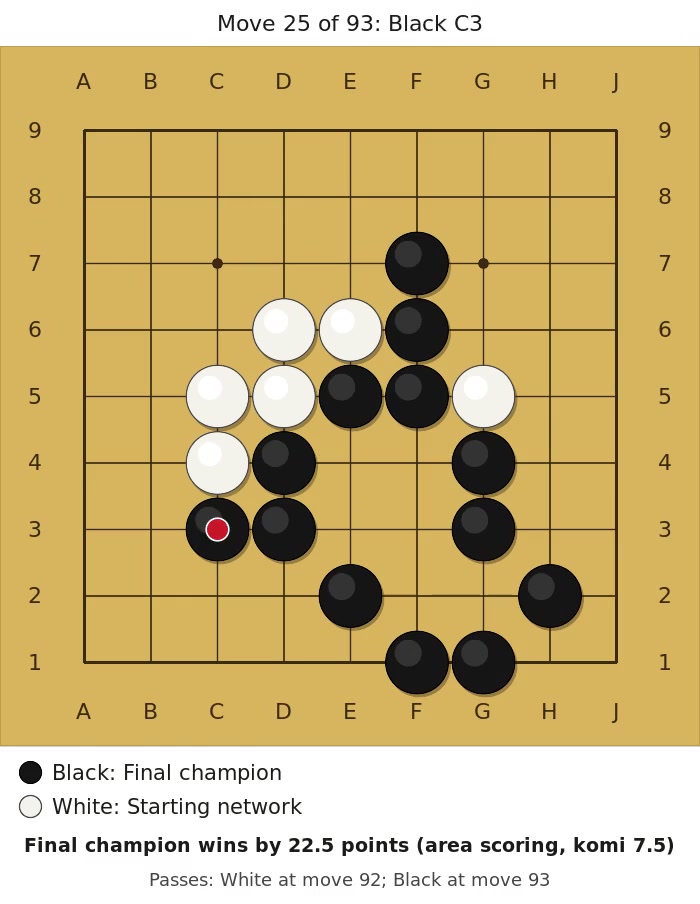 Move 25 of 93: Black C3
A B C D E F G H J
9 9
8 8
7 7
6 6
5 5
4 4
3 3
2 2
1 1
A B C D E F G H J
Black: Final champion
White: Starting network
Final champion wins by 22.5 points (area scoring, komi 7.5)
Passes: White at move 92; Black at move 93